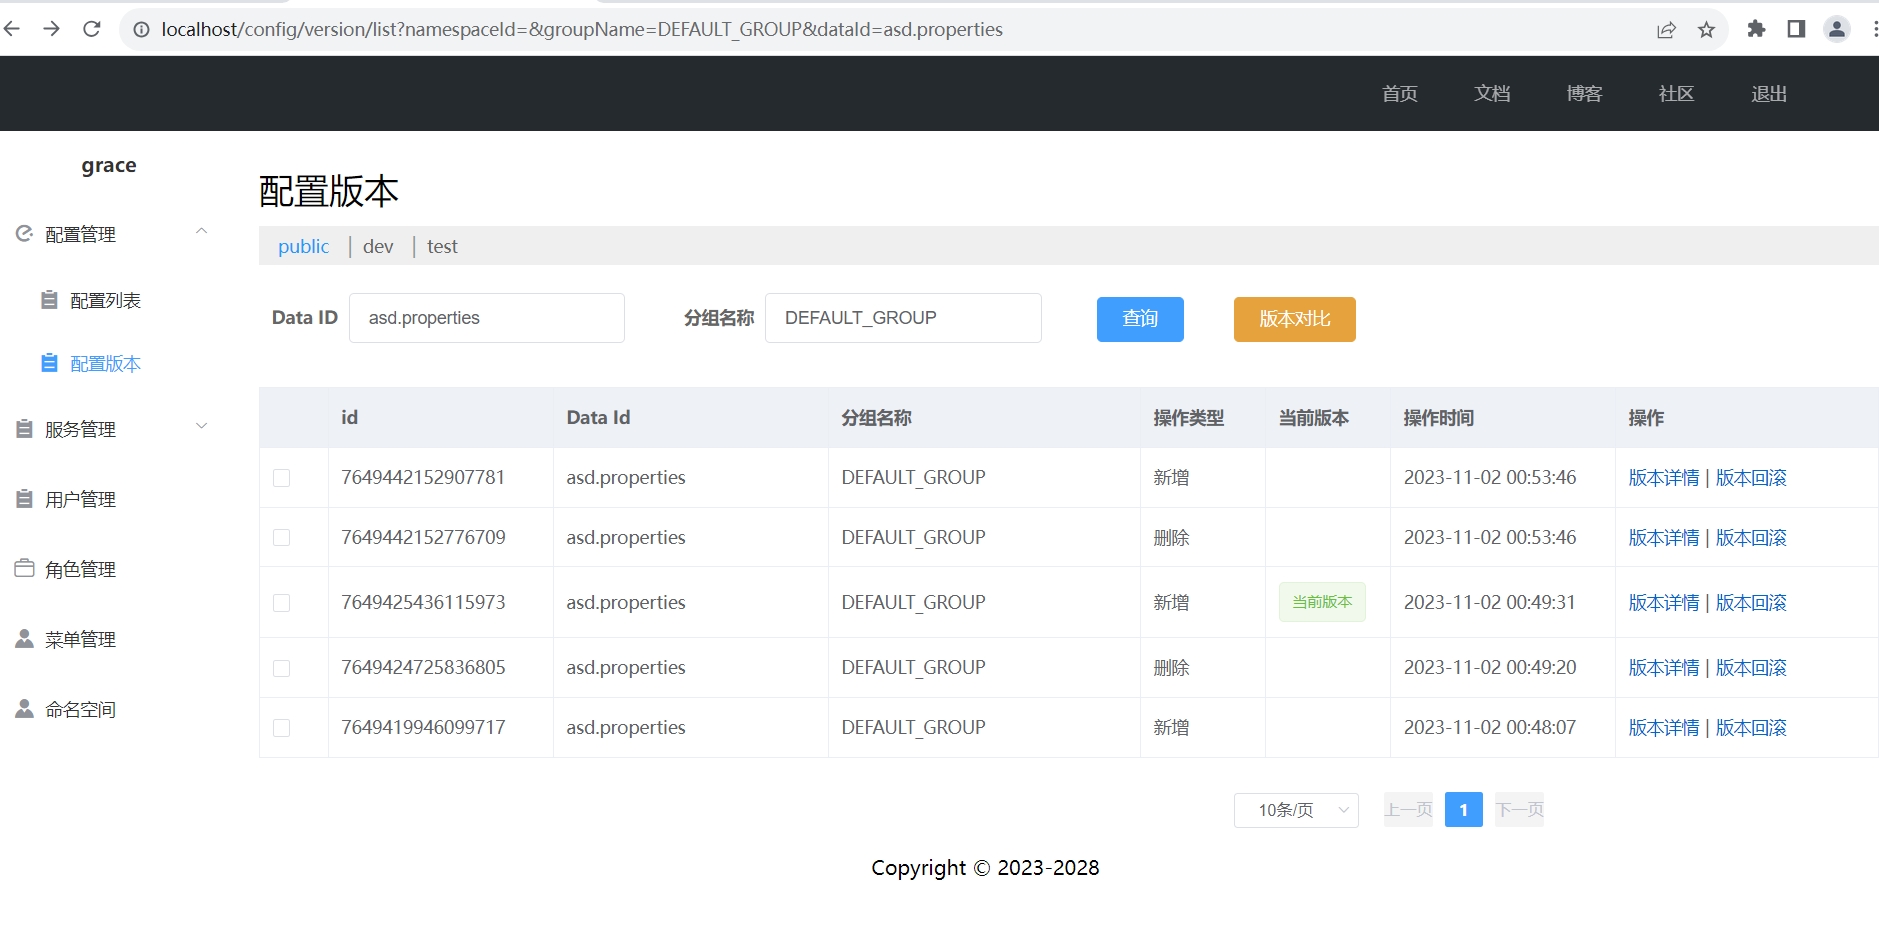 localhost/config/version/list?namespaceId=&groupName=DEFAULT_GROUP&dataId=asd.properties
首页 文档 博客 社区 退出
grace
配置管理
配置列表
配置版本
服务管理
用户管理
角色管理
菜单管理
命名空间
配置版本
public | dev | test
Data ID asd.properties 分组名称 DEFAULT_GROUP 查询 版本对比
id Data Id 分组名称 操作类型 当前版本 操作时间 操作
7649442152907781 asd.properties DEFAULT_GROUP 新增 2023-11-02 00:53:46 版本详情 | 版本回滚
7649442152776709 asd.properties DEFAULT_GROUP 删除 2023-11-02 00:53:46 版本详情 | 版本回滚
7649425436115973 asd.properties DEFAULT_GROUP 新增 当前版本 2023-11-02 00:49:31 版本详情 | 版本回滚
7649424725836805 asd.properties DEFAULT_GROUP 删除 2023-11-02 00:49:20 版本详情 | 版本回滚
7649419946099717 asd.properties DEFAULT_GROUP 新增 2023-11-02 00:48:07 版本详情 | 版本回滚
10条/页 上一页 1 下一页
Copyright © 2023-2028